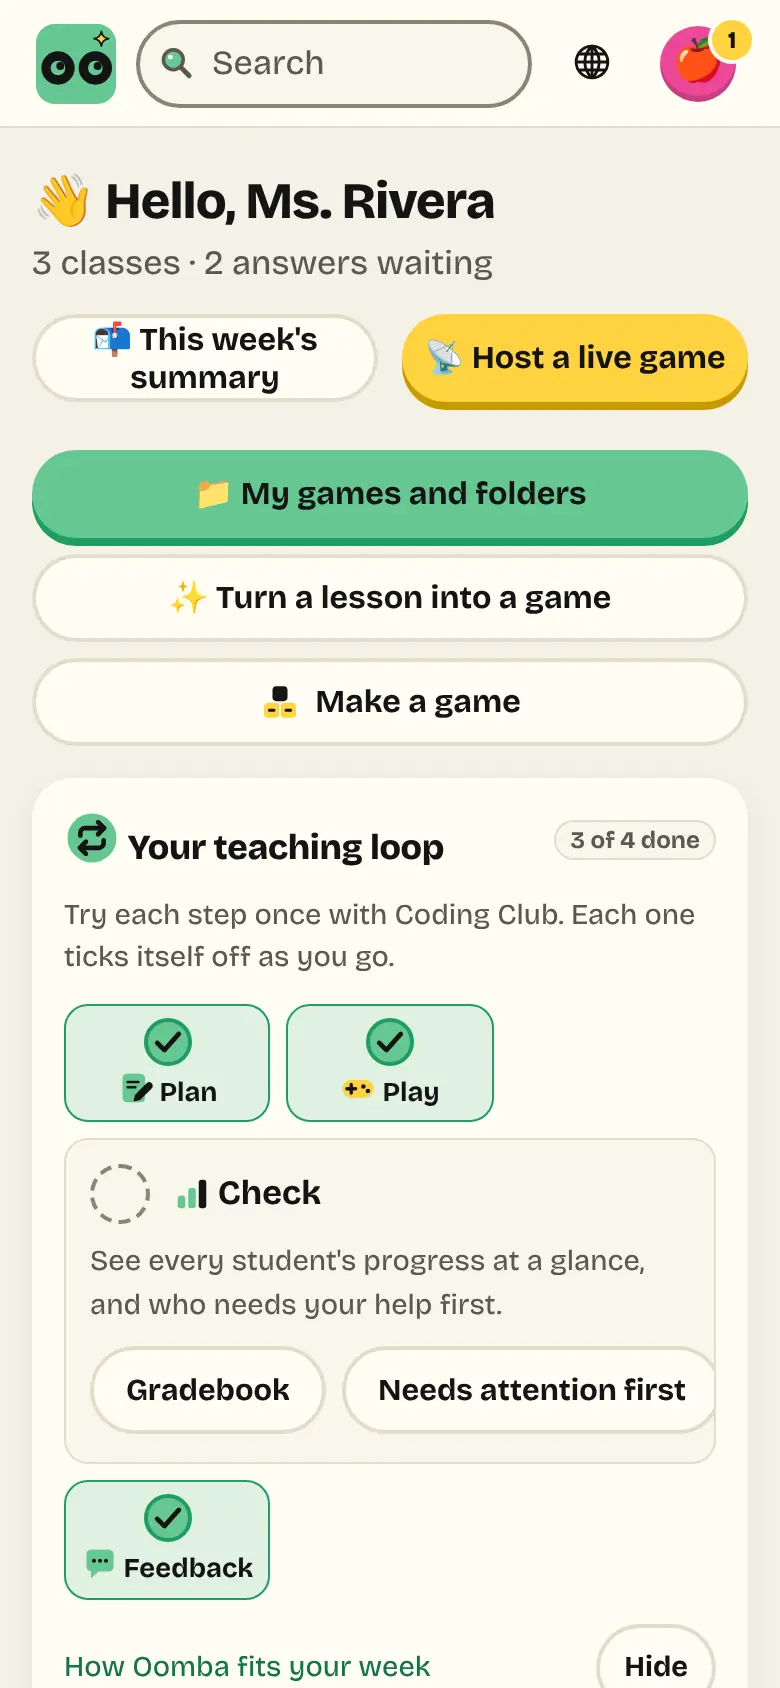 Search
1
Hello, Ms. Rivera
3 classes · 2 answers waiting
This week's
summary
Host a live game
My games and folders
Turn a lesson into a game
Make a game
Your teaching loop
3 of 4 done
Try each step once with Coding Club. Each one
ticks itself off as you go.
Plan
Play
Check
See every student's progress at a glance,
and who needs your help first.
Gradebook
Needs attention first
Feedback
How Oomba fits your week
Hide